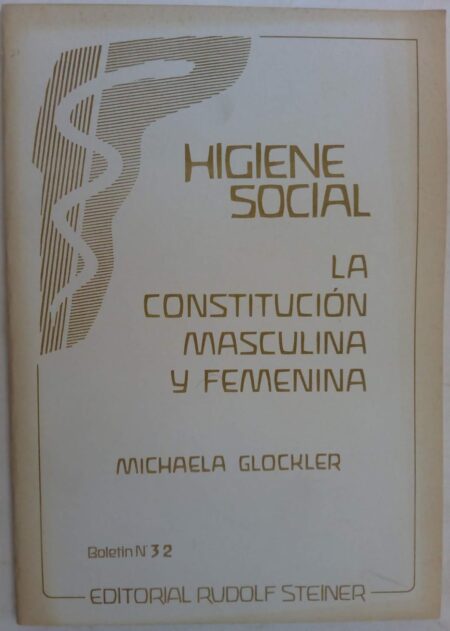 HIGIENE
SOCIAL
LA
CONSTITUCIÓN
MASCULINA
Y FEMENINA
MICHAELA GLOCKLER
Boletin N° 32
EDITORIAL RUDOLF STEINER